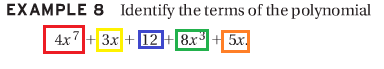 EXAMPLE 8 Identify the terms of the polynomial
4x⁷ + 3x + 12 + 8x³ + 5x.